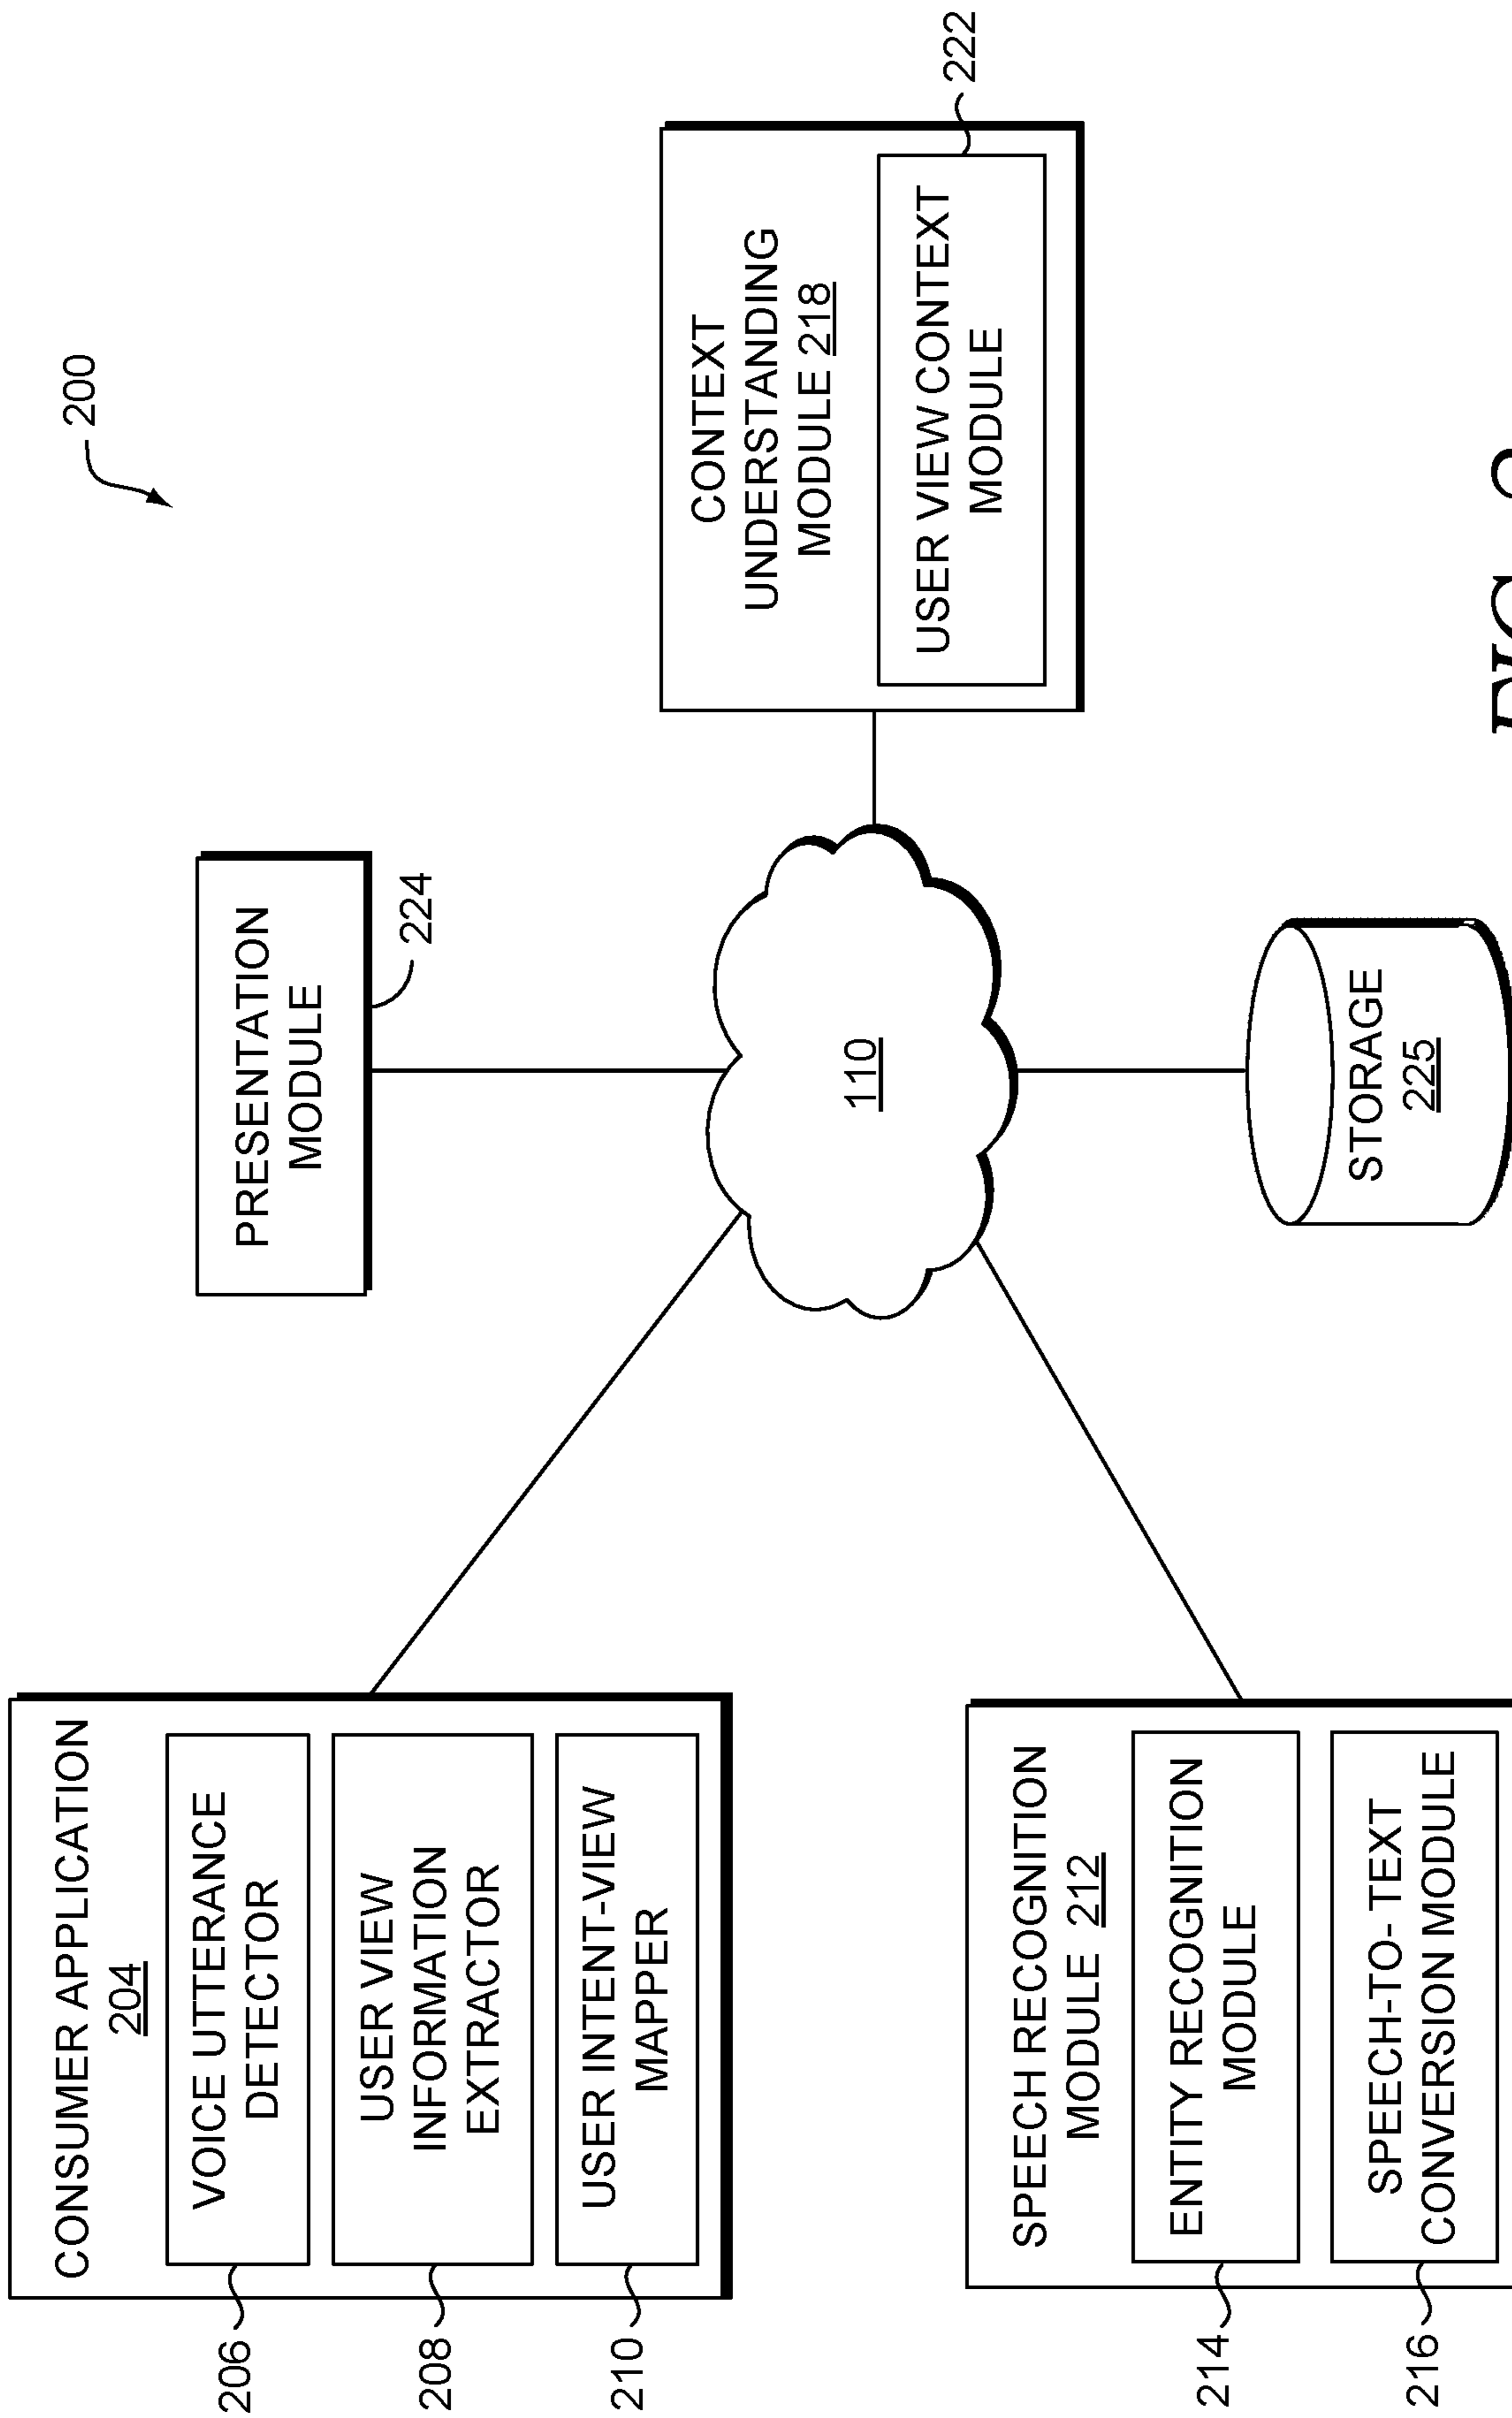 200
CONSUMER APPLICATION
204
206
VOICE UTTERANCE
DETECTOR
208
USER VIEW
INFORMATION
EXTRACTOR
210
USER INTENT-VIEW
MAPPER
PRESENTATION
MODULE
224
CONTEXT
UNDERSTANDING
MODULE 218
USER VIEW CONTEXT
MODULE
222
110
SPEECH RECOGNITION
MODULE 212
214
ENTITY RECOGNITION
MODULE
216
SPEECH-TO- TEXT
CONVERSION MODULE
STORAGE
225